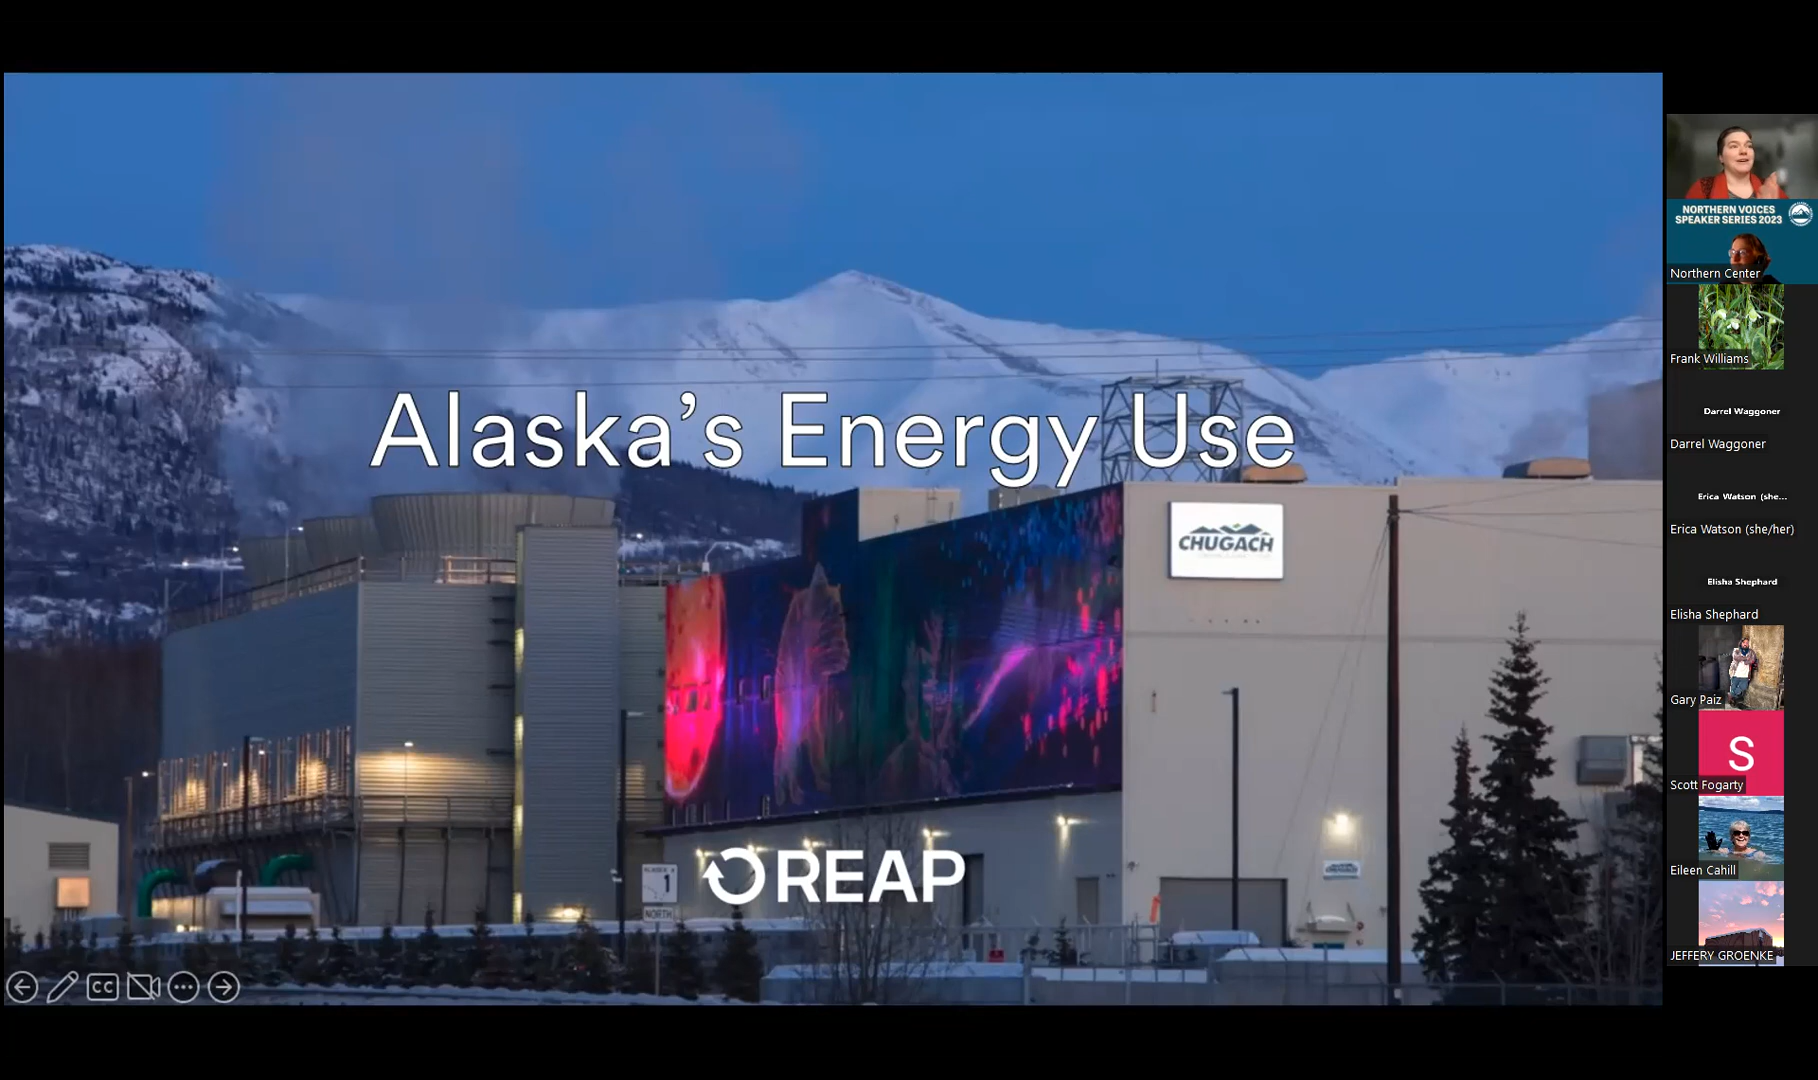 Alaska's Energy Use
CHUGACH
1
NORTH
REAP
CC
NORTHERN VOICES
SPEAKER SERIES 2023
Northern Center
Frank Williams
Darrel Waggoner
Darrel Waggoner
Erica Watson (she...
Erica Watson (she/her)
Elisha Shephard
Elisha Shephard
Gary Paiz
S
Scott Fogarty
Eileen Cahill
JEFFERY GROENKE